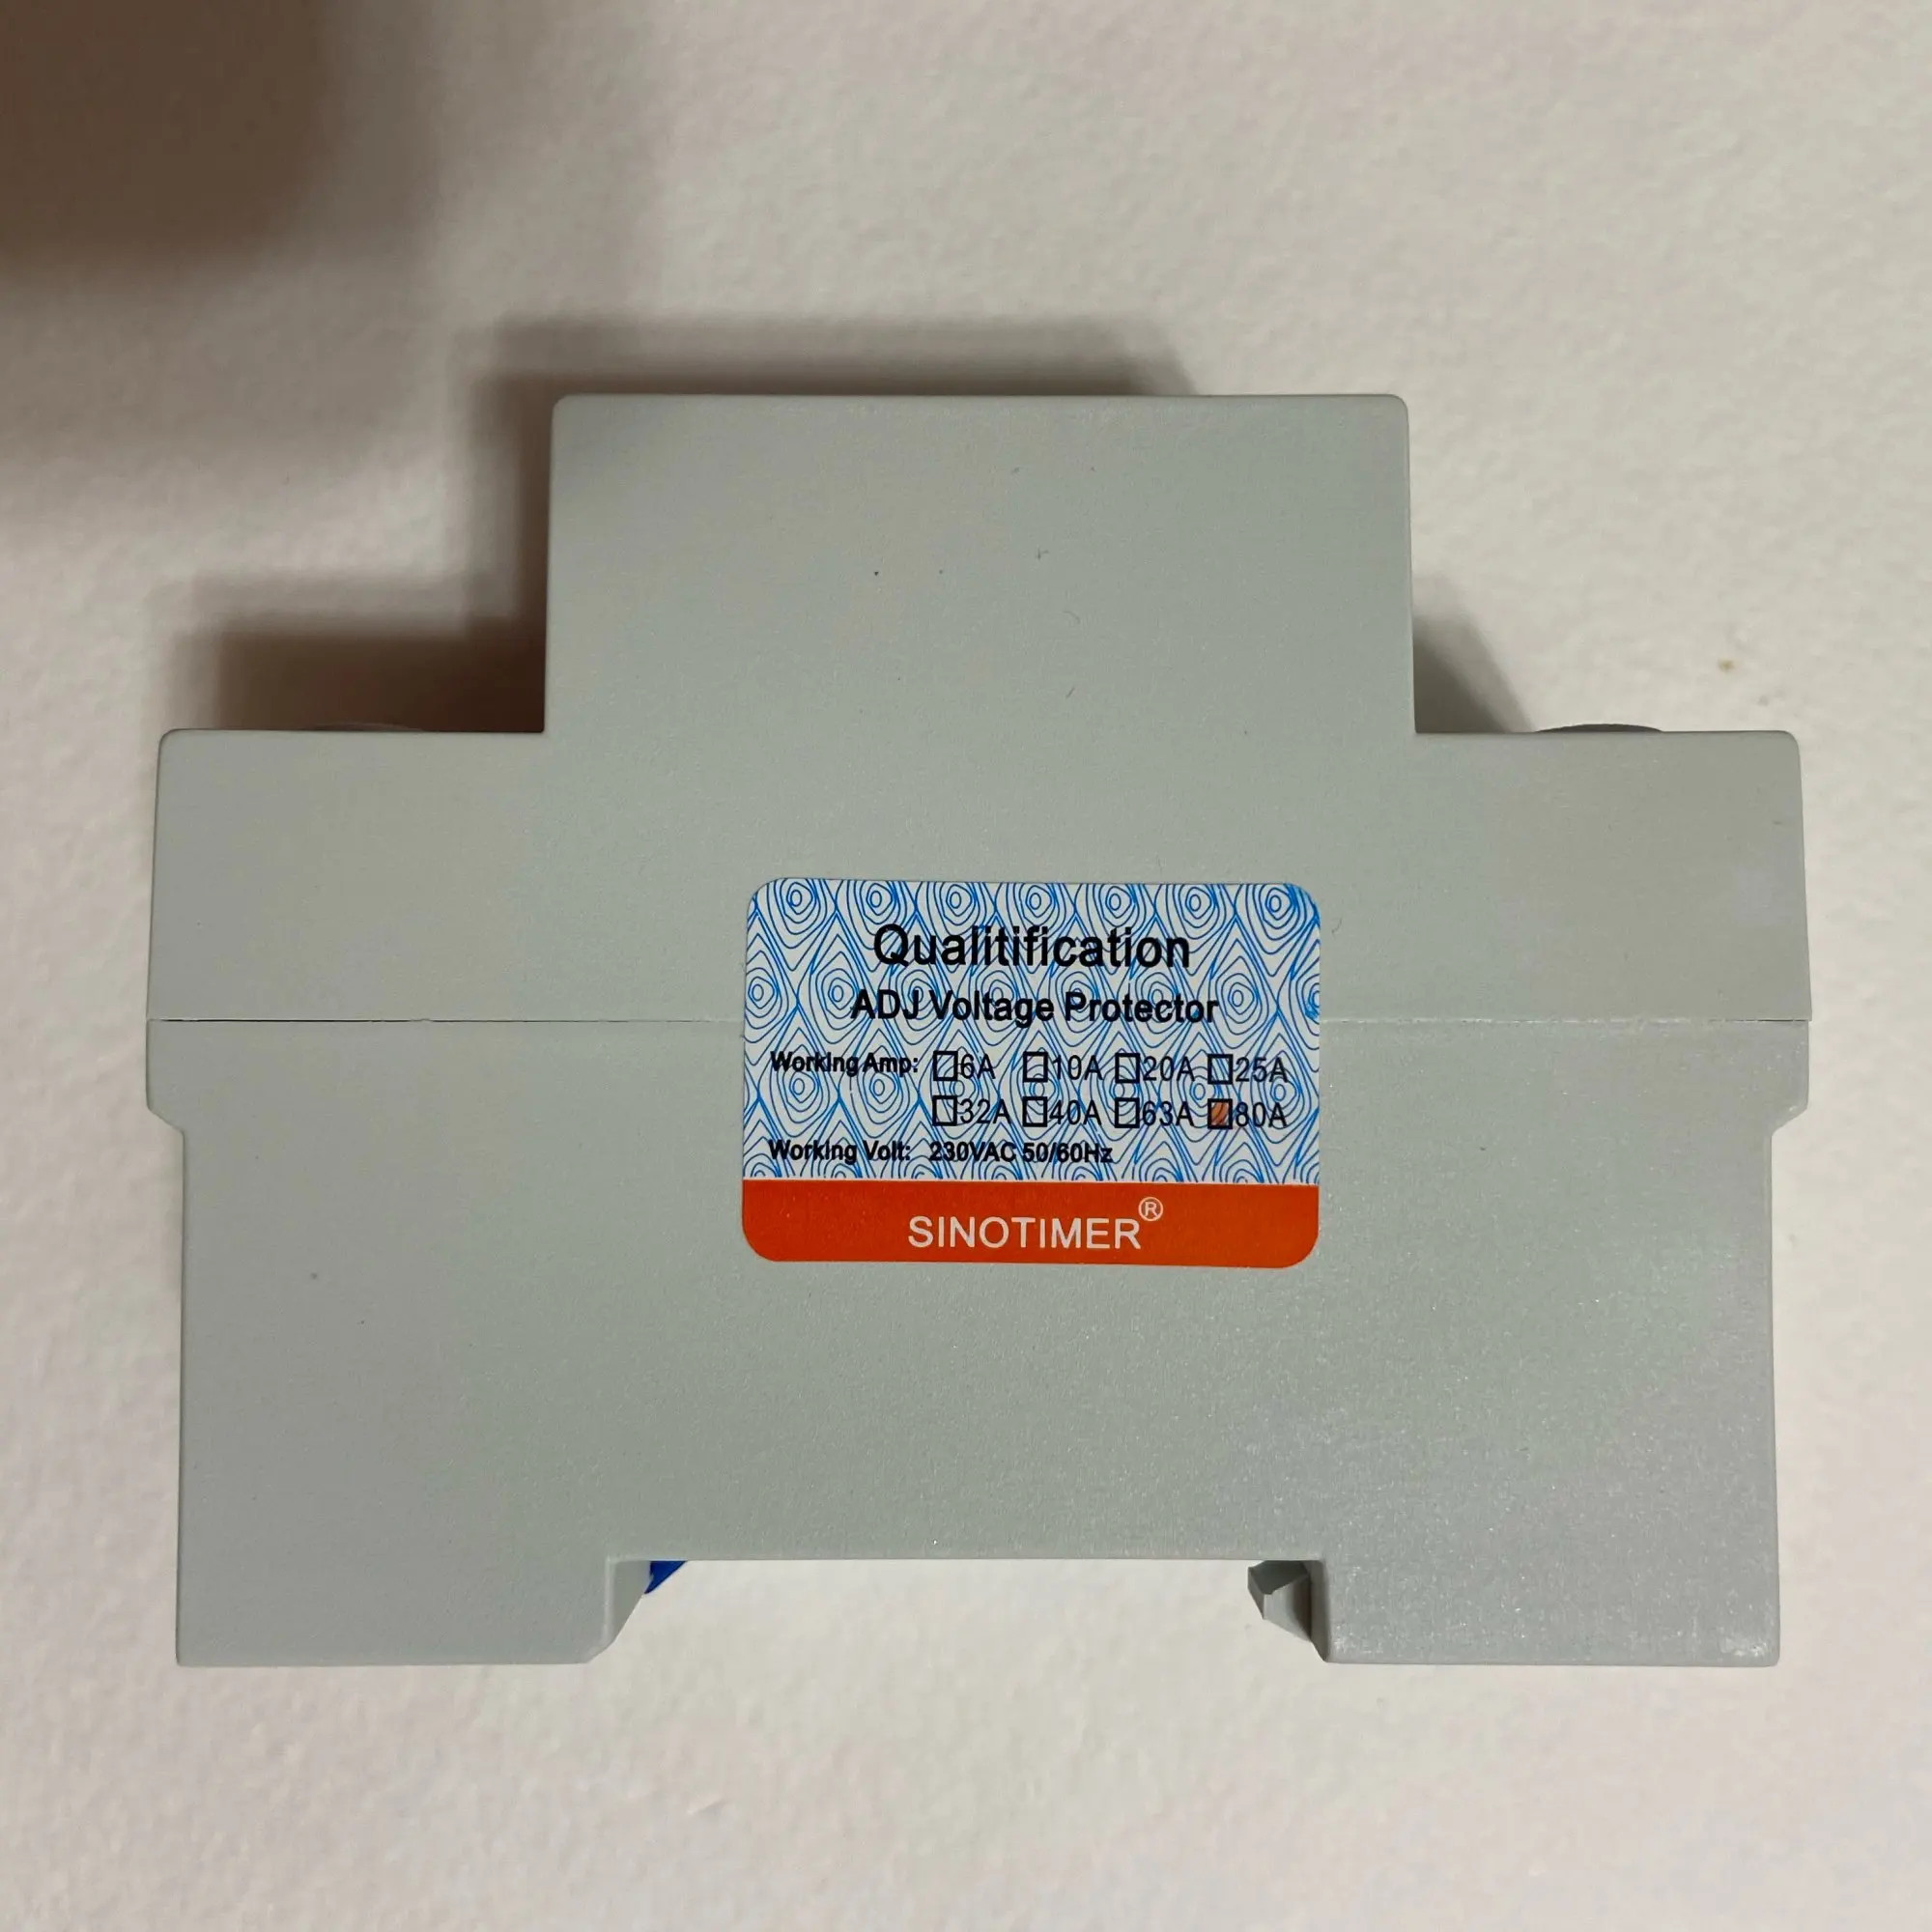 Qualitification
ADJ Voltage Protector
Working Amp: ☐6A ☐10A ☐20A ☐25A
☐32A ☐40A ☐63A ☑80A
Working Volt: 230VAC 50/60Hz
SINOTIMER®